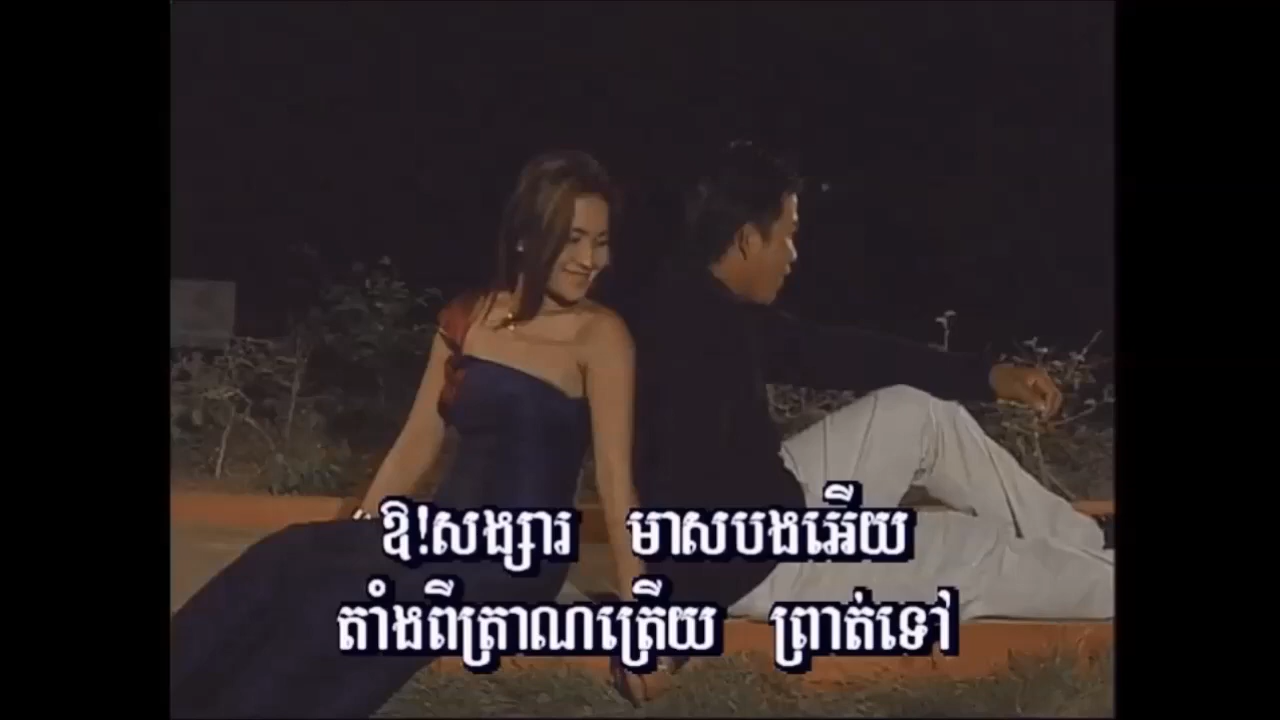 ឱ!សង្សារ មាសបងអើយ
តាំងពីត្រាណត្រើយ ព្រាត់ទៅ